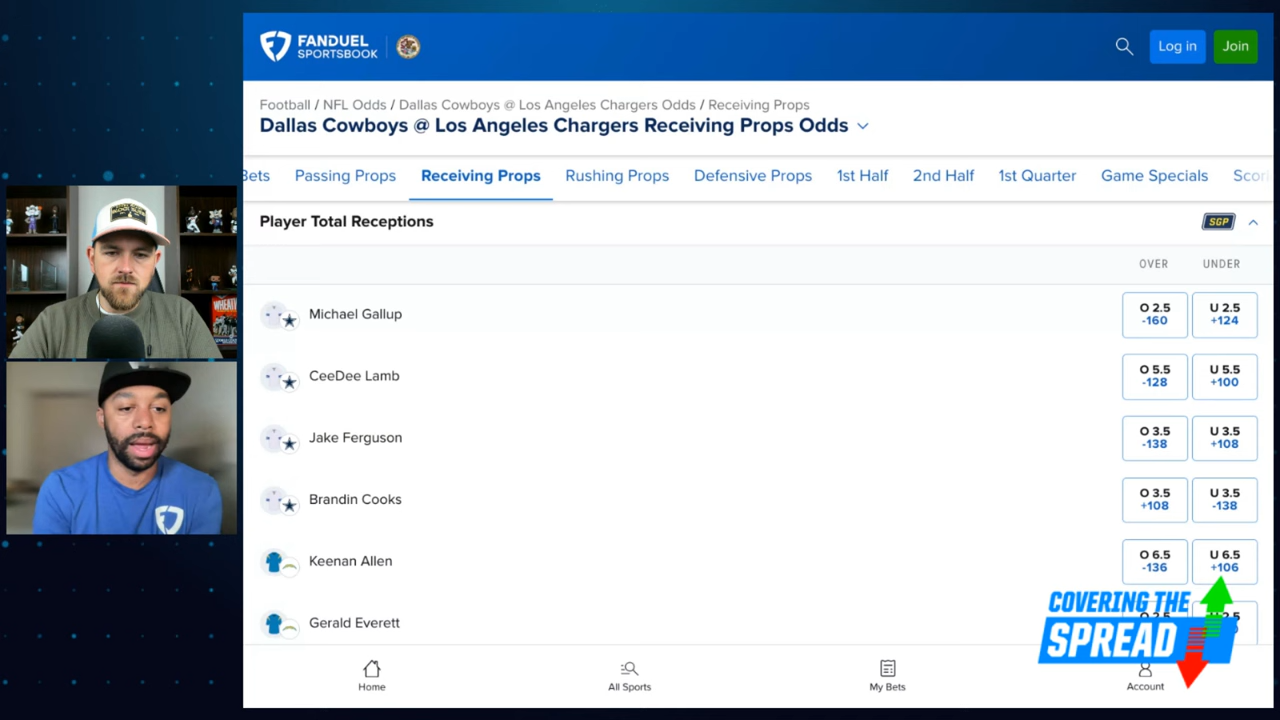 FANDUEL
SPORTSBOOK
Log in
Join
Football / NFL Odds / Dallas Cowboys @ Los Angeles Chargers Odds / Receiving Props
Dallas Cowboys @ Los Angeles Chargers Receiving Props Odds
Bets Passing Props Receiving Props Rushing Props Defensive Props 1st Half 2nd Half 1st Quarter Game Specials Scori
Player Total Receptions
SGP
OVER UNDER
Michael Gallup
O 2.5 U 2.5
-160 +124
CeeDee Lamb
O 5.5 U 5.5
-128 +100
Jake Ferguson
O 3.5 U 3.5
-138 +108
Brandin Cooks
O 3.5 U 3.5
+108 -138
Keenan Allen
O 6.5 U 6.5
-136 +106
Gerald Everett
COVERING THE
SPREAD
Home All Sports My Bets Account
WHEATIES